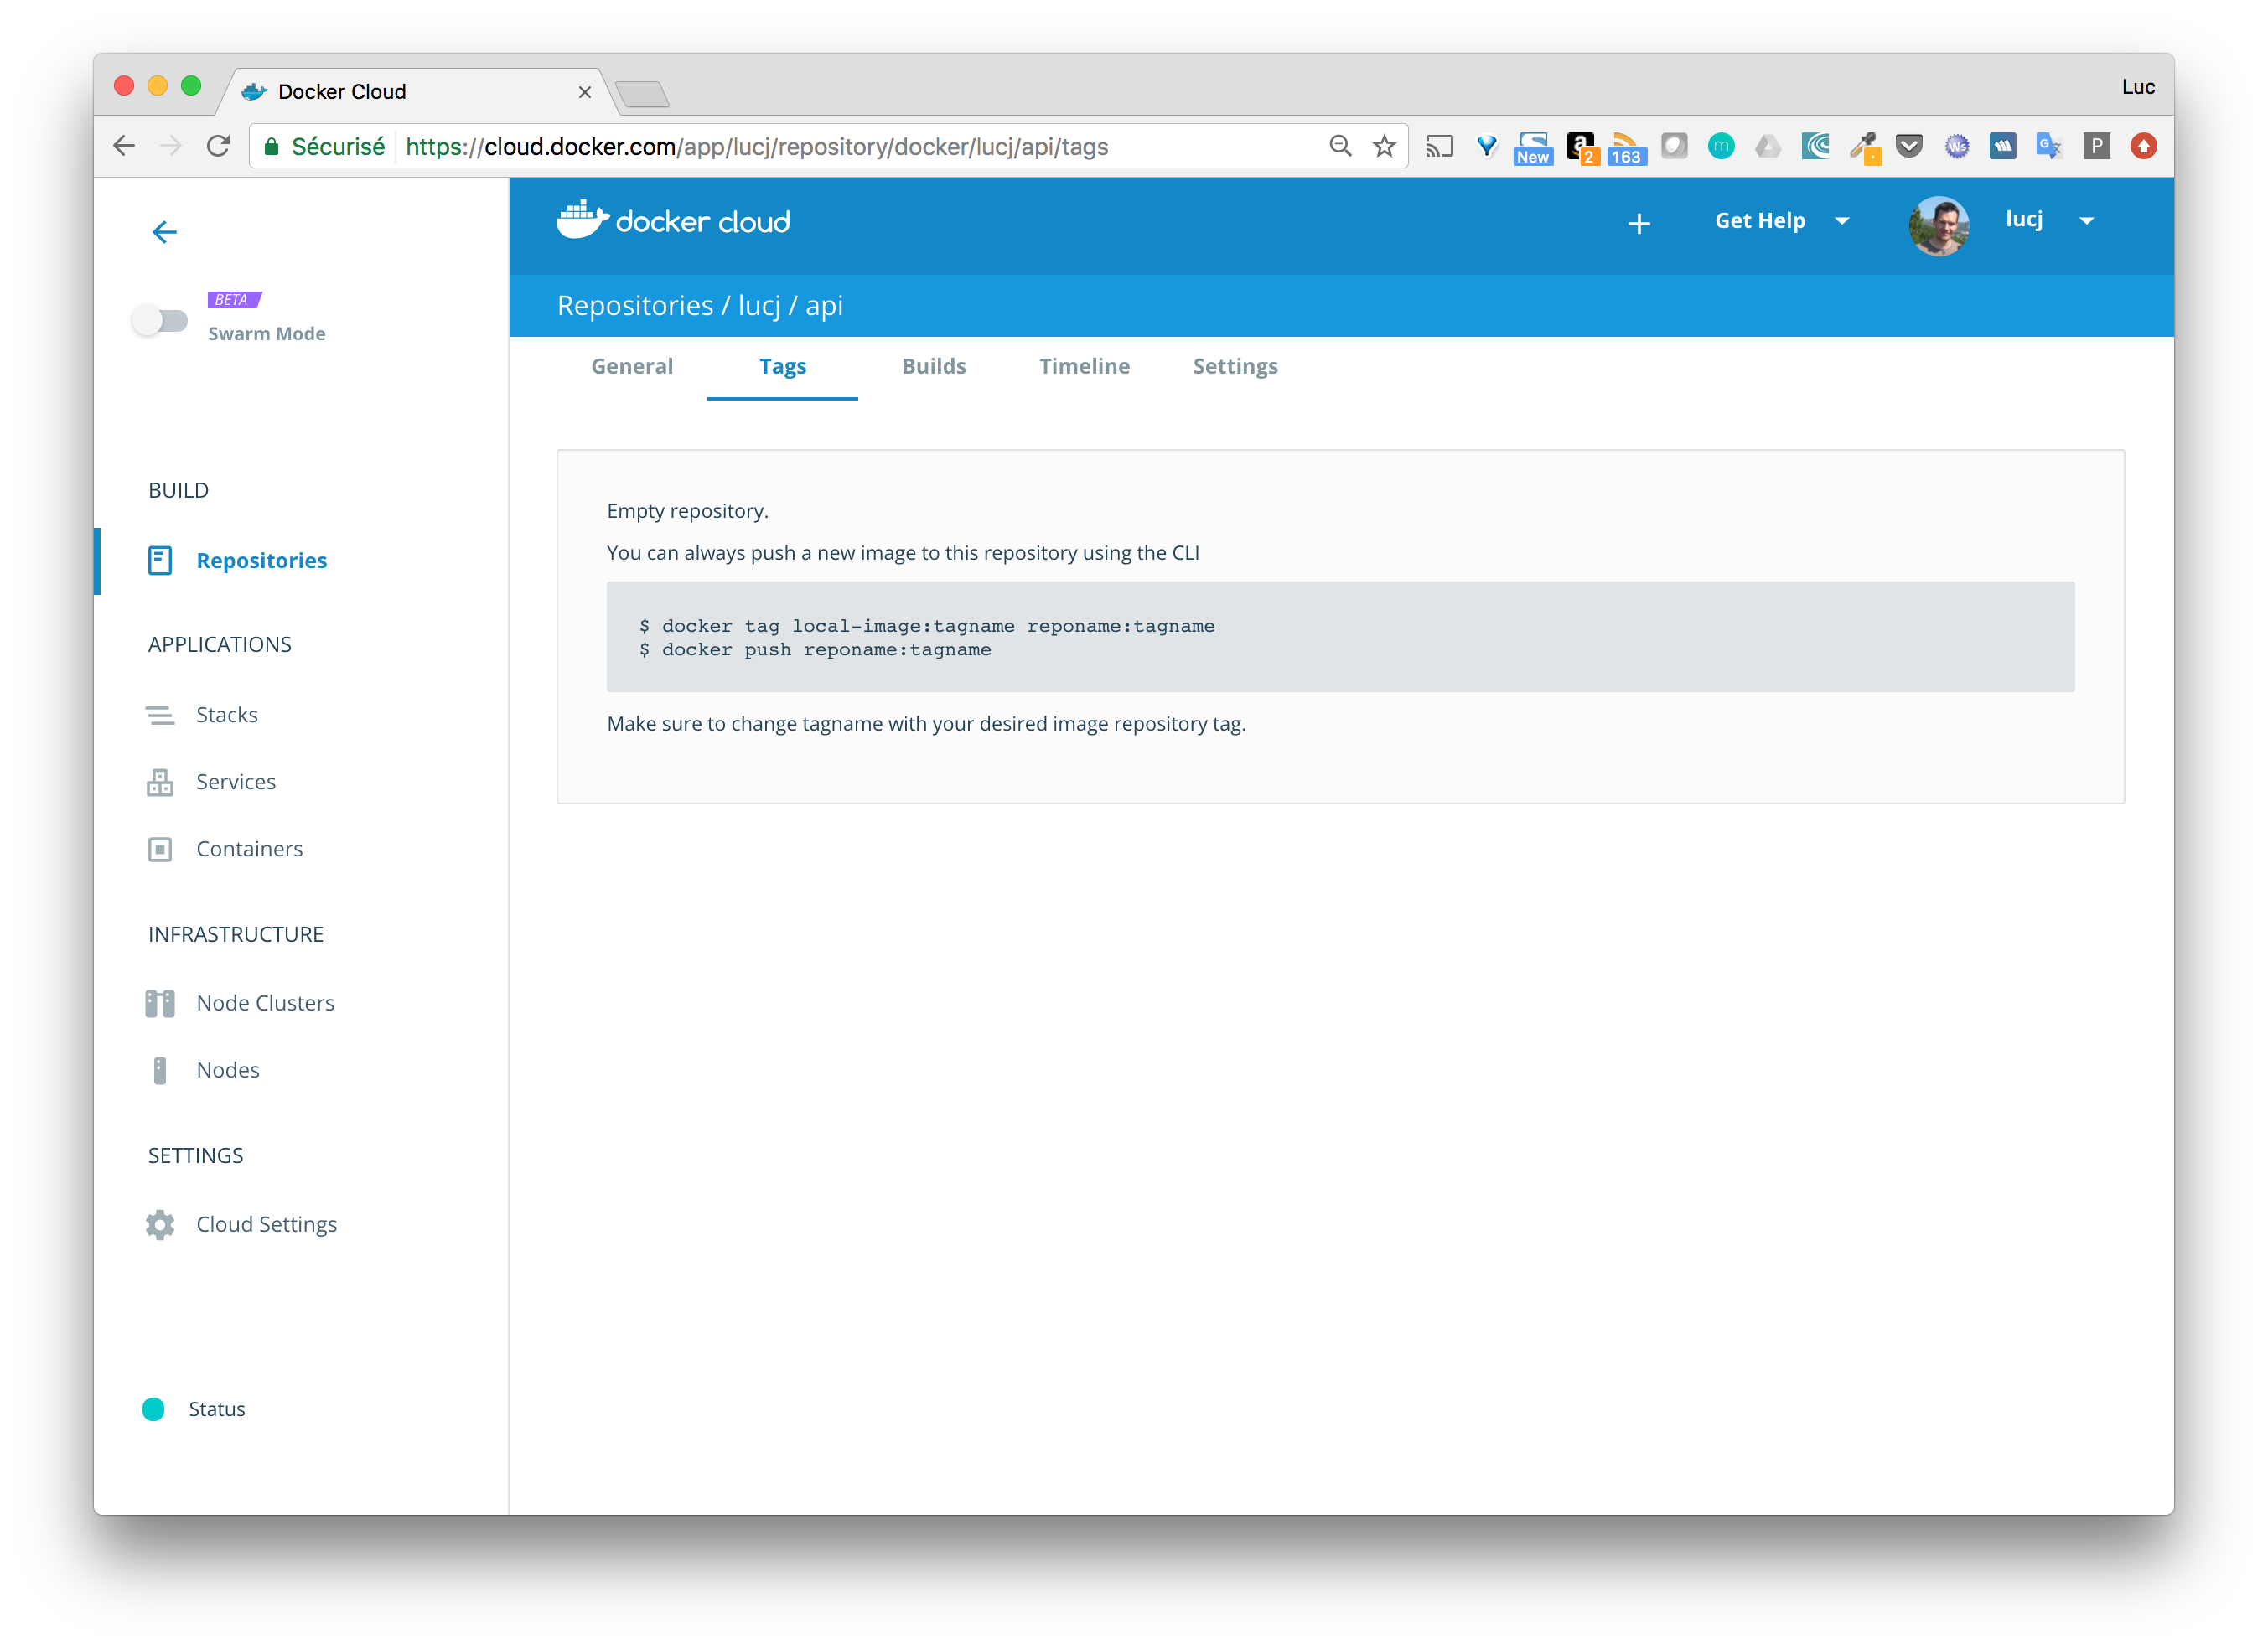 Docker Cloud
Luc
Sécurisé https://cloud.docker.com/app/lucj/repository/docker/lucj/api/tags
New
a 2
163
m
Ws
G
P
docker cloud
Get Help
lucj
BETA
Swarm Mode
Repositories / lucj / api
General Tags Builds Timeline Settings
BUILD
Repositories
APPLICATIONS
Stacks
Services
Containers
INFRASTRUCTURE
Node Clusters
Nodes
SETTINGS
Cloud Settings
Status
Empty repository.
You can always push a new image to this repository using the CLI
$ docker tag local-image:tagname reponame:tagname
$ docker push reponame:tagname
Make sure to change tagname with your desired image repository tag.